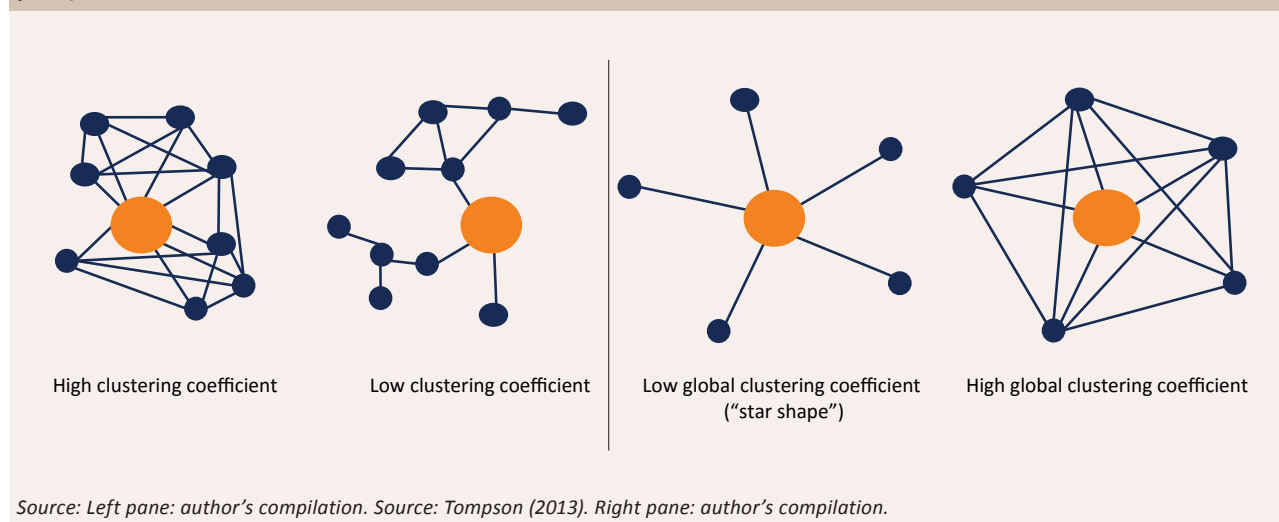 High clustering coefficient
Low clustering coefficient
Low global clustering coefficient
(“star shape”)
High global clustering coefficient
Source: Left pane: author’s compilation. Source: Tompson (2013). Right pane: author’s compilation.